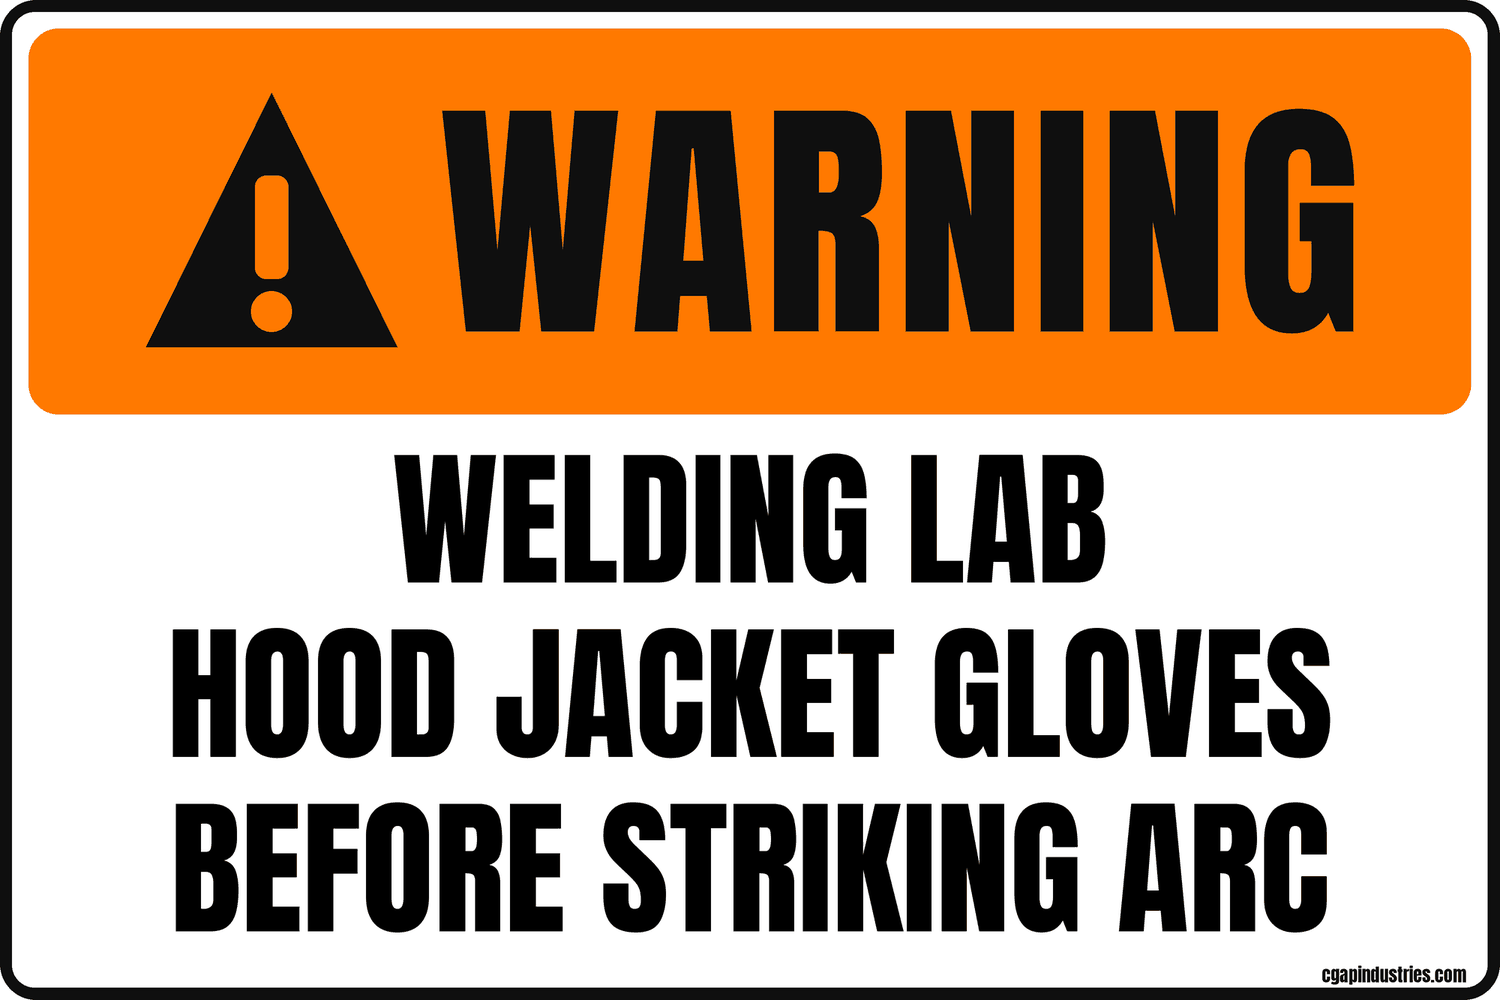 WARNING
WELDING LAB
HOOD JACKET GLOVES
BEFORE STRIKING ARC
cgapindustries.com